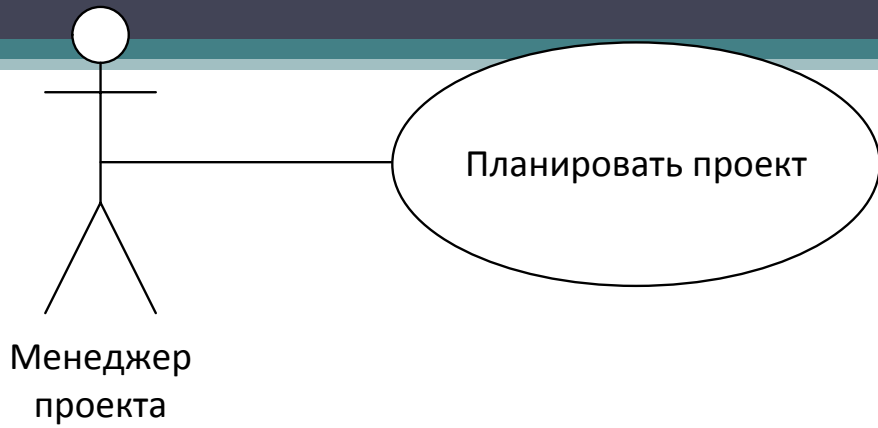 Планировать проект
Менеджер
проекта